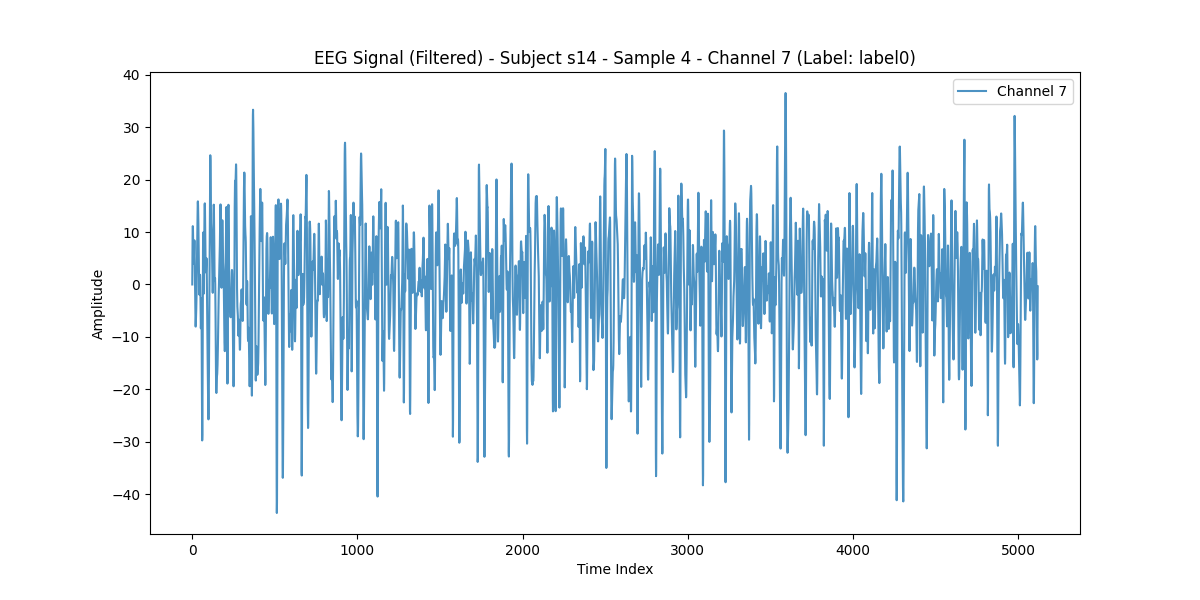 EEG Signal (Filtered) - Subject s14 - Sample 4 - Channel 7 (Label: label0)
Channel 7
40
30
20
10
0
−10
−20
−30
−40
Amplitude
0 1000 2000 3000 4000 5000
Time Index